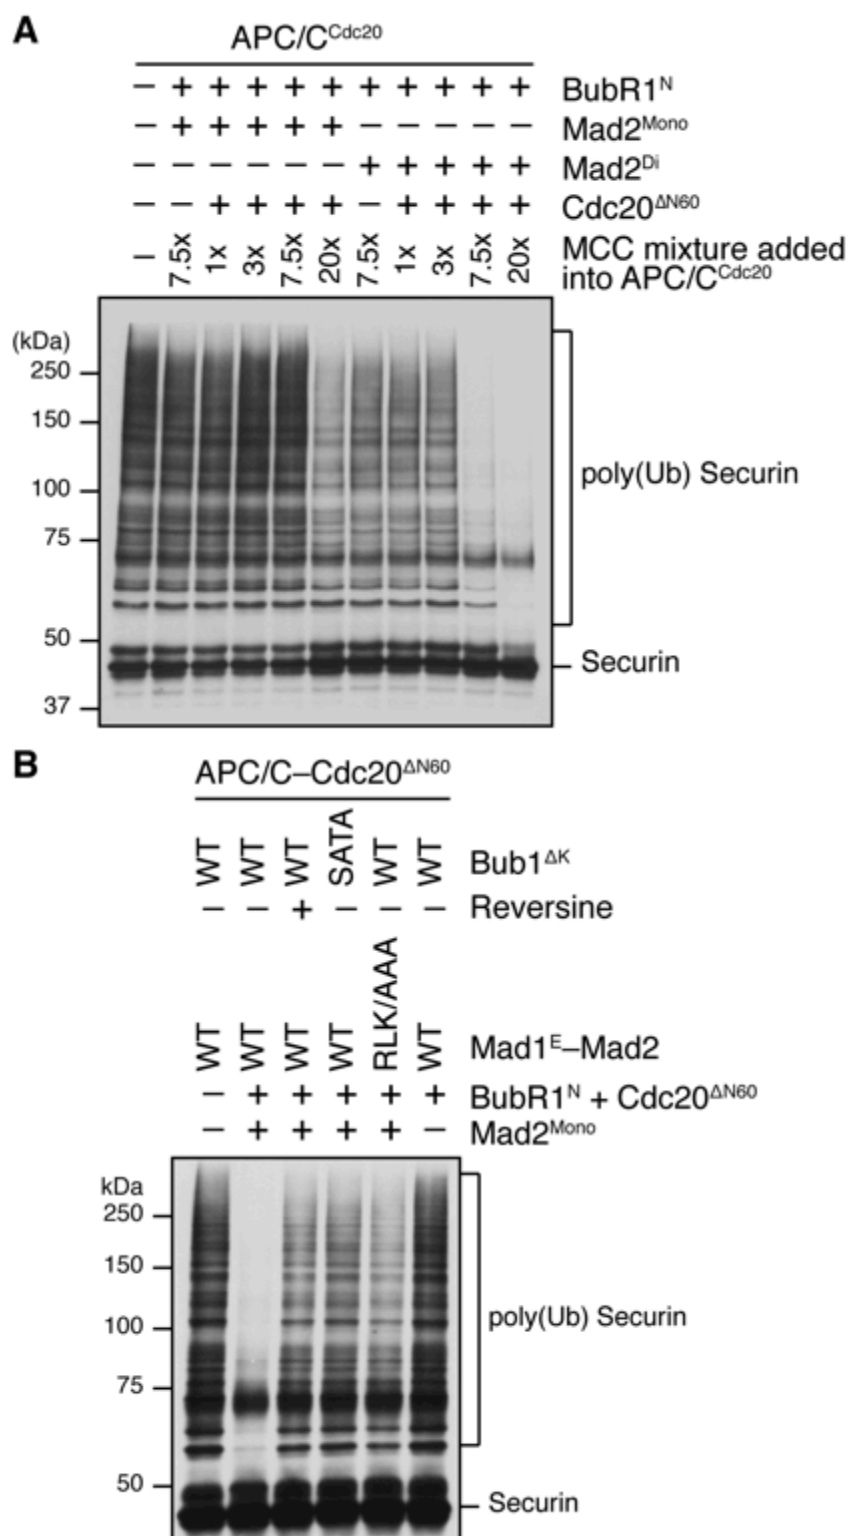 A
APC/C^Cdc20
– + + + + + + + + + + BubR1^N
– + + + + + – – – – – Mad2^Mono
– – – – – – + + + + + Mad2^Di
– – + + + + – + + + + Cdc20^ΔN60
– 7.5x 1x 3x 7.5x 20x 7.5x 1x 3x 7.5x 20x MCC mixture added
into APC/C^Cdc20
(kDa)
250
150
100
75
50
37
poly(Ub) Securin
Securin
B
APC/C–Cdc20^ΔN60
WT WT WT SATA WT WT Bub1^ΔK
– – + – – – Reversine
WT WT WT WT RLK/AAA WT Mad1^E–Mad2
– + + + + + BubR1^N + Cdc20^ΔN60
– + + + + – Mad2^Mono
kDa
250
150
100
75
50
poly(Ub) Securin
Securin